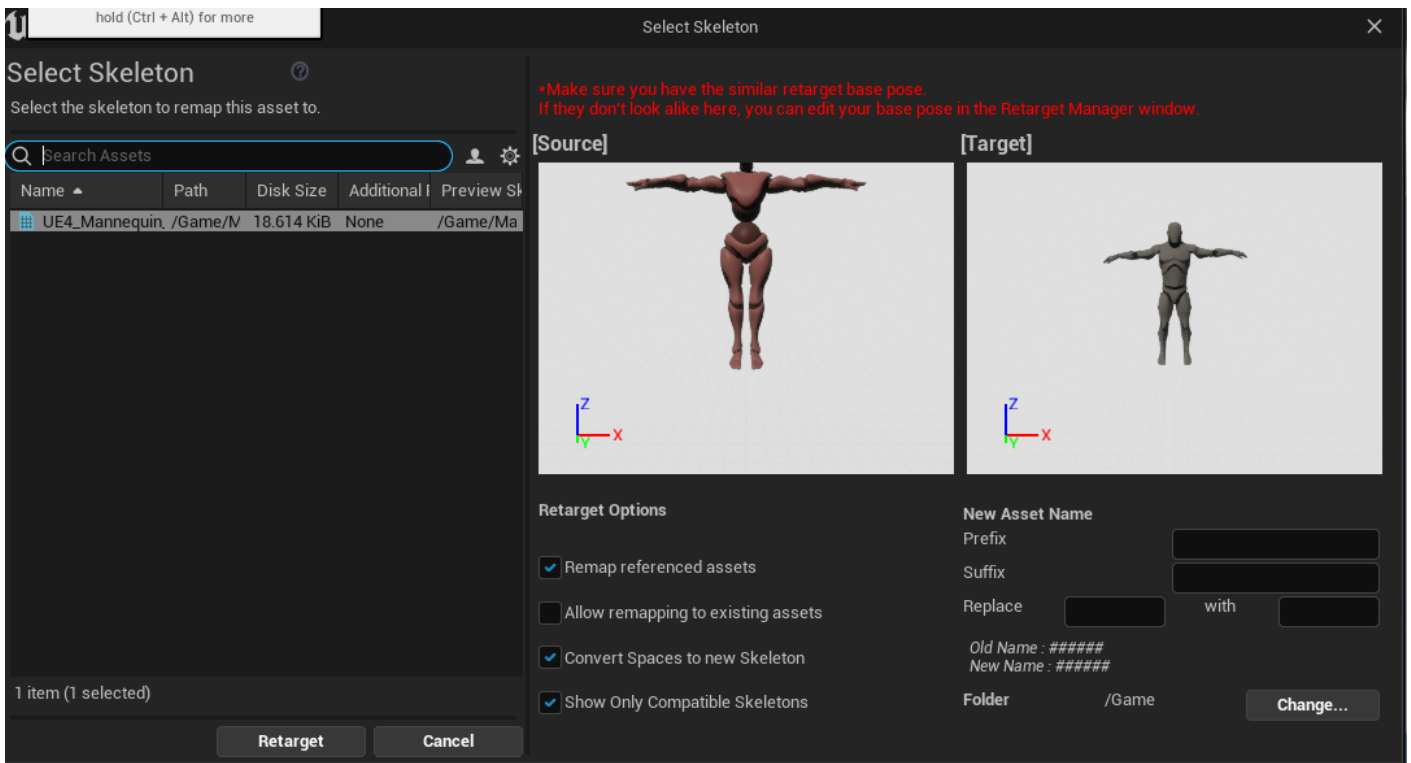 hold (Ctrl + Alt) for more
Select Skeleton
Select Skeleton
Select the skeleton to remap this asset to.
Search Assets
Name
Path
Disk Size
Additional
Preview Sk
UE4_Mannequin_
/Game/M
18.614 KiB
None
/Game/Ma
1 item (1 selected)
Retarget
Cancel
•Make sure you have the similar retarget base pose.
If they don't look alike here, you can edit your base pose in the Retarget Manager window.
[Source]
[Target]
Z
X
Y
Z
X
Y
Retarget Options
Remap referenced assets
Allow remapping to existing assets
Convert Spaces to new Skeleton
Show Only Compatible Skeletons
New Asset Name
Prefix
Suffix
Replace
with
Old Name : ######
New Name : ######
Folder
/Game
Change...